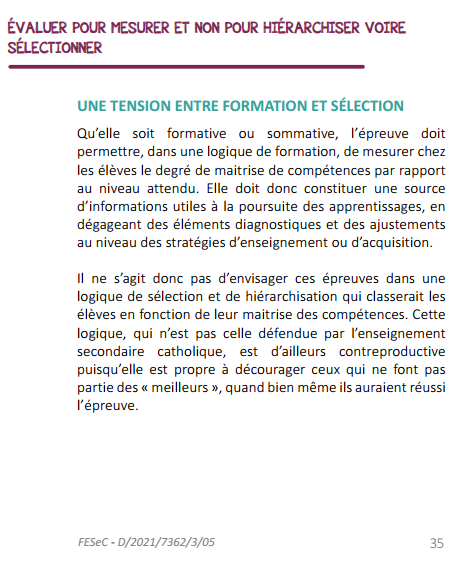 ÉVALUER POUR MESURER ET NON POUR HIÉRARCHISER VOIRE
SÉLECTIONNER
UNE TENSION ENTRE FORMATION ET SÉLECTION
Qu’elle soit formative ou sommative, l’épreuve doit
permettre, dans une logique de formation, de mesurer chez
les élèves le degré de maitrise de compétences par rapport
au niveau attendu. Elle doit donc constituer une source
d’informations utiles à la poursuite des apprentissages, en
dégageant des éléments diagnostiques et des ajustements
au niveau des stratégies d’enseignement ou d’acquisition.
Il ne s’agit donc pas d’envisager ces épreuves dans une
logique de sélection et de hiérarchisation qui classerait les
élèves en fonction de leur maitrise des compétences. Cette
logique, qui n’est pas celle défendue par l’enseignement
secondaire catholique, est d’ailleurs contreproductive
puisqu’elle est propre à décourager ceux qui ne font pas
partie des « meilleurs », quand bien même ils auraient réussi
l’épreuve.
FESeC - D/2021/7362/3/05
35